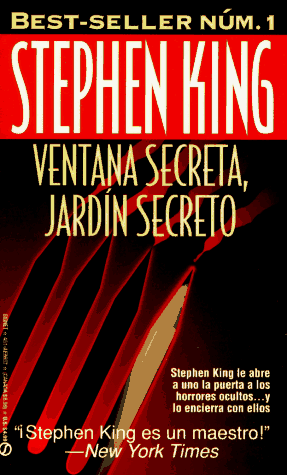 BEST-SELLER NÚM. 1
STEPHEN KING
VENTANA SECRETA,
JARDÍN SECRETO
Stephen King le abre
a uno la puerta a los
horrores ocultos...y
lo encierra con ellos
"¡Stephen King es un maestro!"
—New York Times